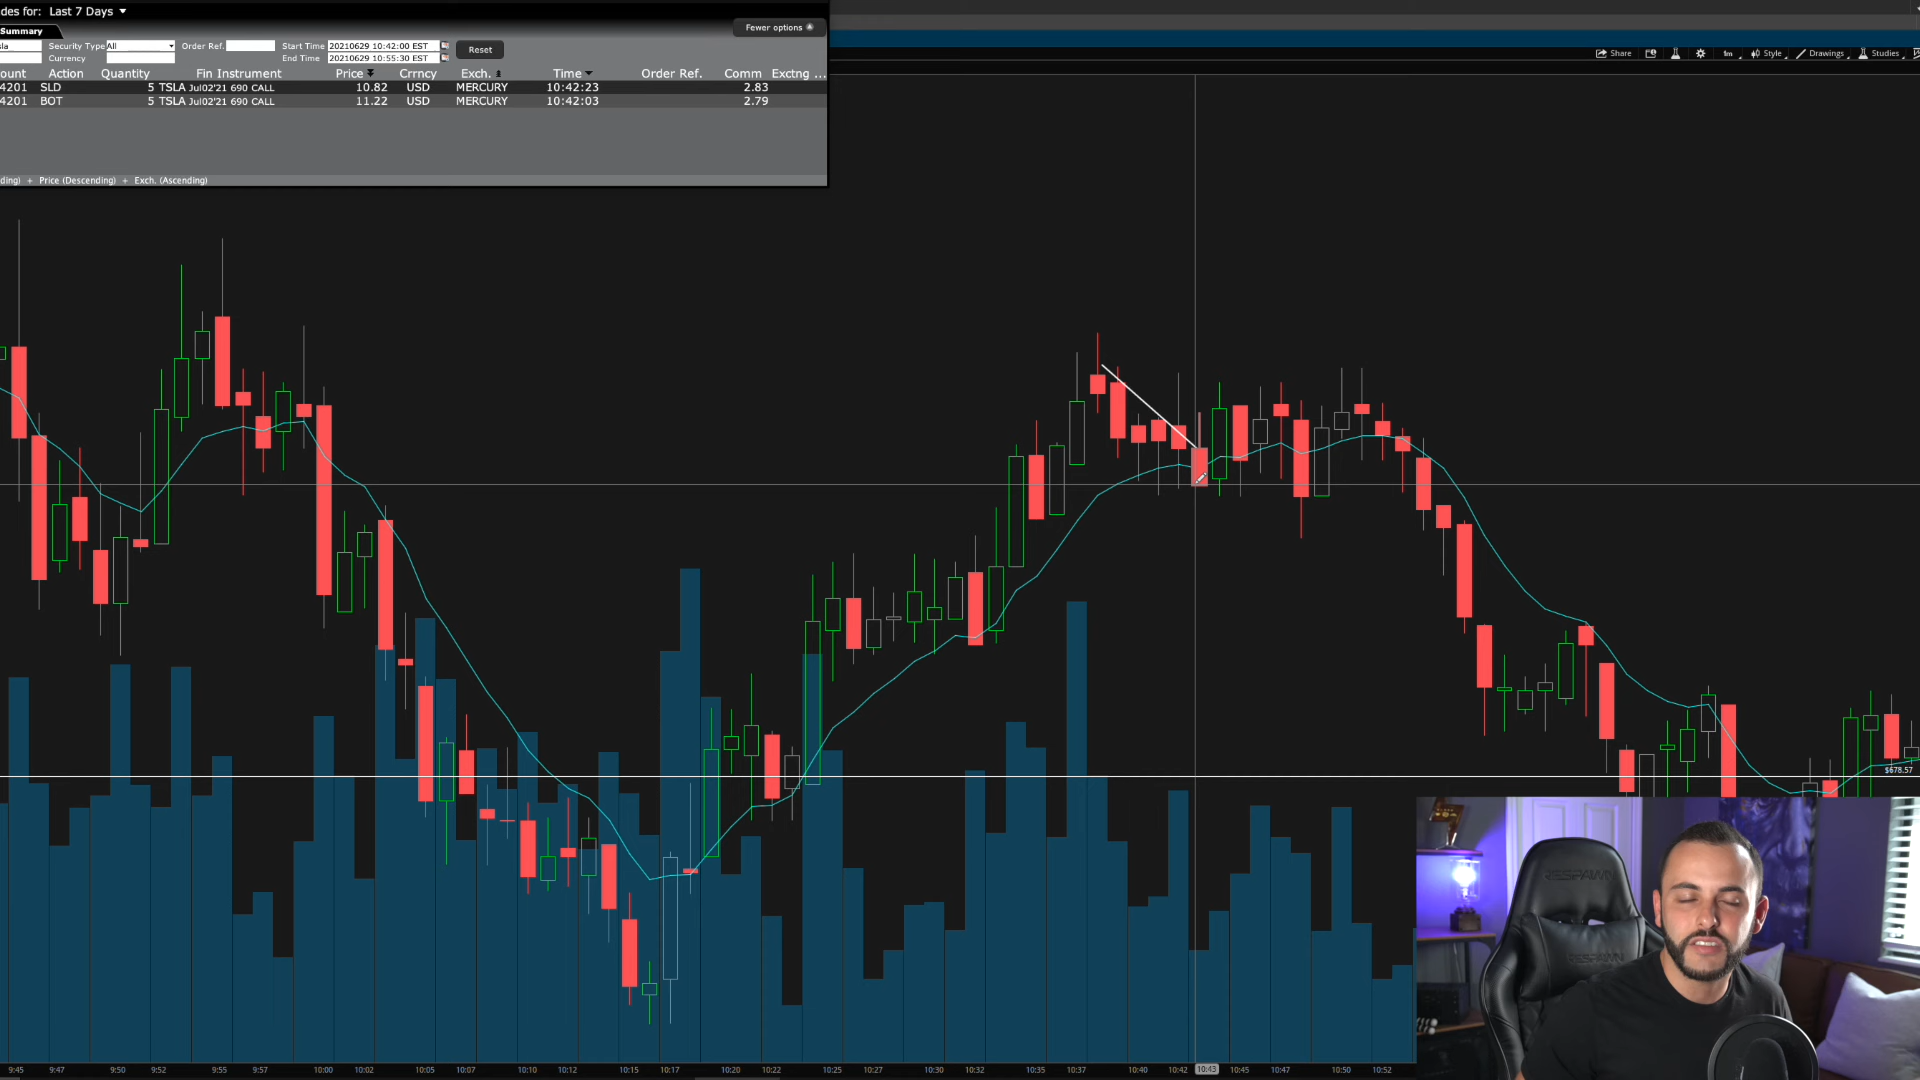 des for: Last 7 Days ▼
Summary
Fewer options
sla Security Type All Order Ref. Start Time 20210629 10:42:00 EST Reset
Currency End Time 20210629 10:55:30 EST
ount Action Quantity Fin Instrument Price Crrncy Exch. Time Order Ref. Comm Exctng ...
4201 SLD 5 TSLA Jul02'21 690 CALL 10.82 USD MERCURY 10:42:23 2.83
4201 BOT 5 TSLA Jul02'21 690 CALL 11.22 USD MERCURY 10:42:03 2.79
ding) + Price (Descending) + Exch. (Ascending)
Share 1m Style Drawings Studies
$678.57
RESPAWN
RESPAWN
9:45 9:47 9:50 9:52 9:55 9:57 10:00 10:02 10:05 10:07 10:10 10:12 10:15 10:17 10:20 10:22 10:25 10:27 10:30 10:32 10:35 10:37 10:40 10:42 10:43 10:45 10:47 10:50 10:52